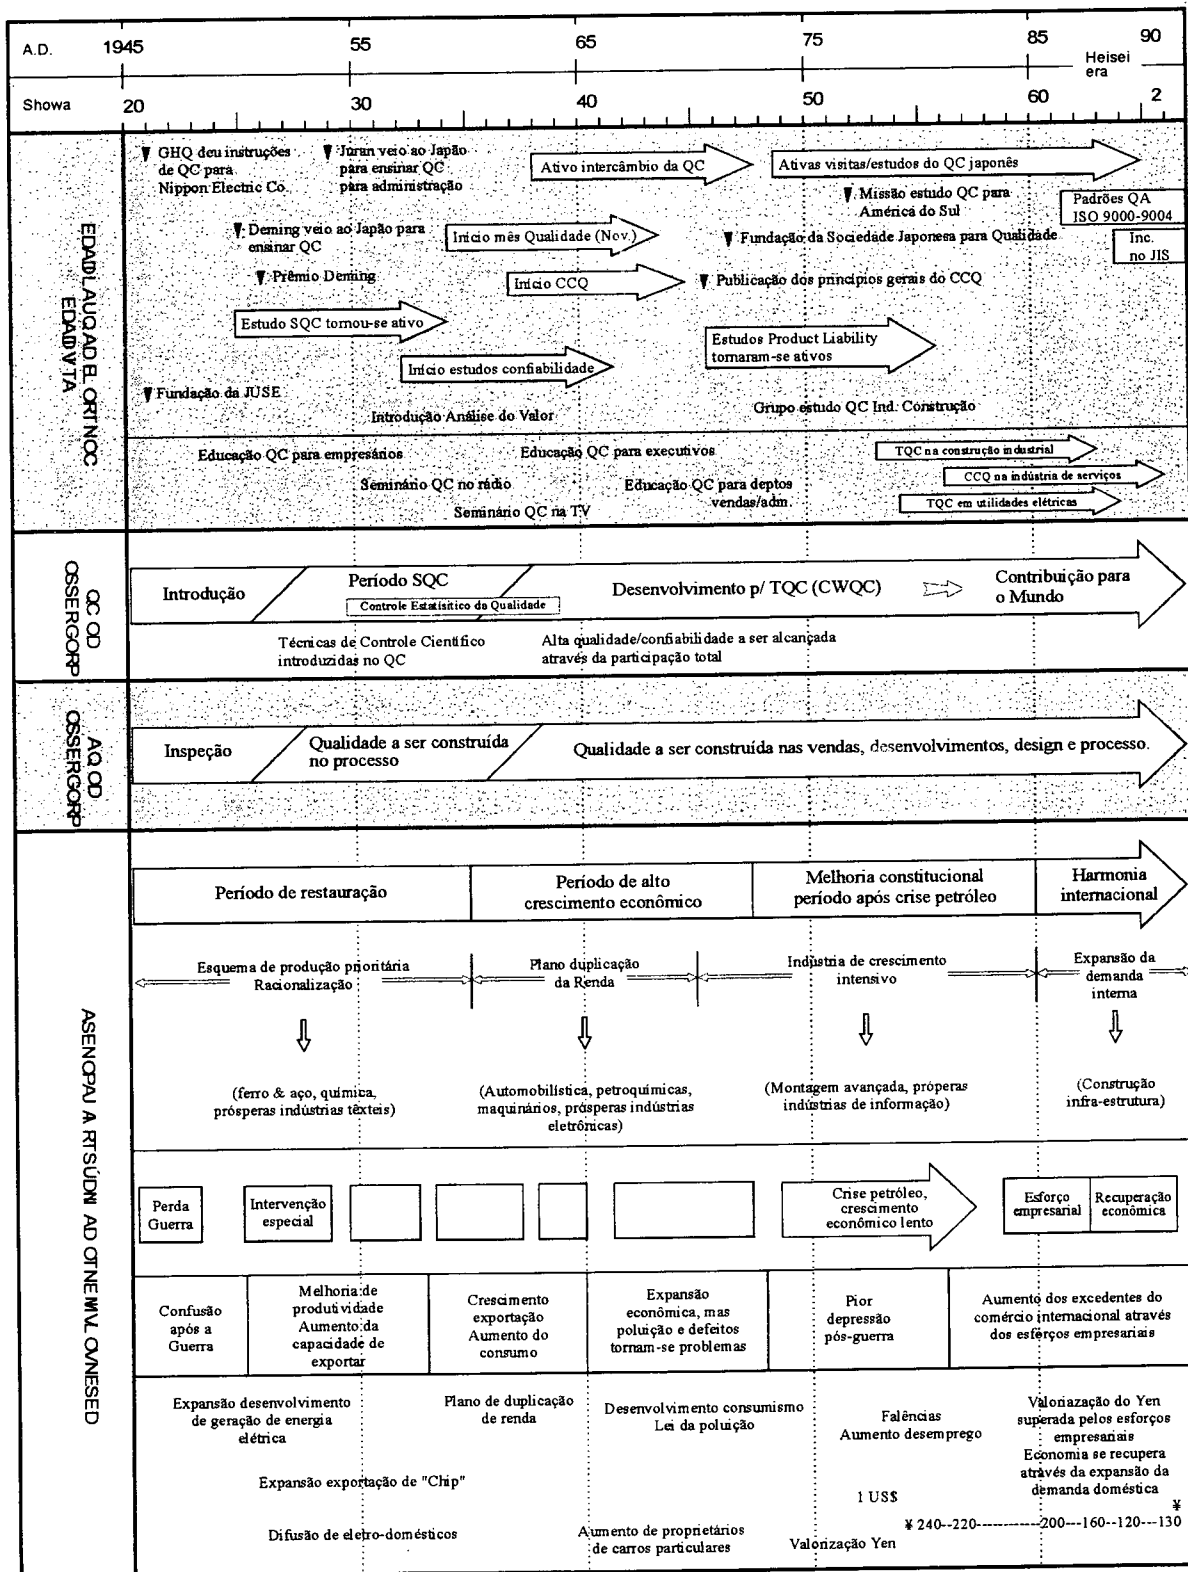 A.D. 1945 55 65 75 85 90
Heisei
era
Showa 20 30 40 50 60 2
EDADILAUQ AD ELORTNOC
EDADIVTA
GHQ deu instruções
de QC para
Nippon Electric Co.
Juran veio ao Japão
para ensinar QC
para administração
Ativo intercâmbio da QC
Ativas visitas/estudos do QC japonês
Missão estudo QC para
América do Sul
Padrões QA
ISO 9000-9004
Deming veio ao Japão para
ensinar QC
Início mês Qualidade (Nov.)
Fundação da Sociedade Japonesa para Qualidade
Inc.
no JIS
Prêmio Deming
Início CCQ
Publicação dos princípios gerais do CCQ
Estudo SQC tornou-se ativo
Estudos Product Liability
tornaram-se ativos
Início estudos confiabilidade
Fundação da JUSE
Introdução Análise do Valor
Grupo estudo QC Ind. Construção
Educação QC para empresários
Educação QC para executivos
TQC na construção industrial
Seminário QC no rádio
Educação QC para deptos
vendas/adm.
CCQ na indústria de serviços
Seminário QC na TV
TQC em utilidades elétricas
QC OD
OSSERGORP
Introdução
Período SQC
Controle Estatísitico da Qualidade
Desenvolvimento p/ TQC (CWQC)
Contribuição para
o Mundo
Técnicas de Controle Científico
introduzidas no QC
Alta qualidade/confiabilidade a ser alcançada
através da participação total
AQ OD
OSSERGORP
Inspeção
Qualidade a ser construída
no processo
Qualidade a ser construída nas vendas, desenvolvimentos, design e processo.
ASENOPAJ A RTSÚDNI AD OTNEMIVLOVNESED
Período de restauração
Período de alto
crescimento econômico
Melhoria constitucional
período após crise petróleo
Harmonia
internacional
Esquema de produção prioritária
Racionalização
Plano duplicação
da Renda
Indústria de crescimento
intensivo
Expansão da
demanda
interna
(ferro & aço, química,
prósperas indústrias têxteis)
(Automobilística, petroquímicas,
maquinários, prósperas indústrias
eletrônicas)
(Montagem avançada, próperas
indústrias de informação)
(Construção
infra-estrutura)
Perda
Guerra
Intervenção
especial
Crise petróleo,
crescimento
econômico lento
Esforço
empresarial
Recuperação
econômica
Confusão
após a
Guerra
Melhoria de
produtividade
Aumento da
capacidade de
exportar
Crescimento
exportação
Aumento do
consumo
Expansão
econômica, mas
poluição e defeitos
tornam-se problemas
Pior
depressão
pós-guerra
Aumento dos excedentes do
comércio internacional através
dos esforços empresariais
Expansão desenvolvimento
de geração de energia
elétrica
Plano de duplicação
de renda
Desenvolvimento consumismo
Lei da poluição
Falências
Aumento desemprego
Valoriazação do Yen
superada pelos esforços
empresariais
Economia se recupera
através da expansão da
demanda doméstica
Expansão exportação de "Chip"
1 US$
¥
¥ 240--220------------200---160--120---130
Difusão de eletro-domésticos
Aumento de proprietários
de carros particulares
Valorização Yen